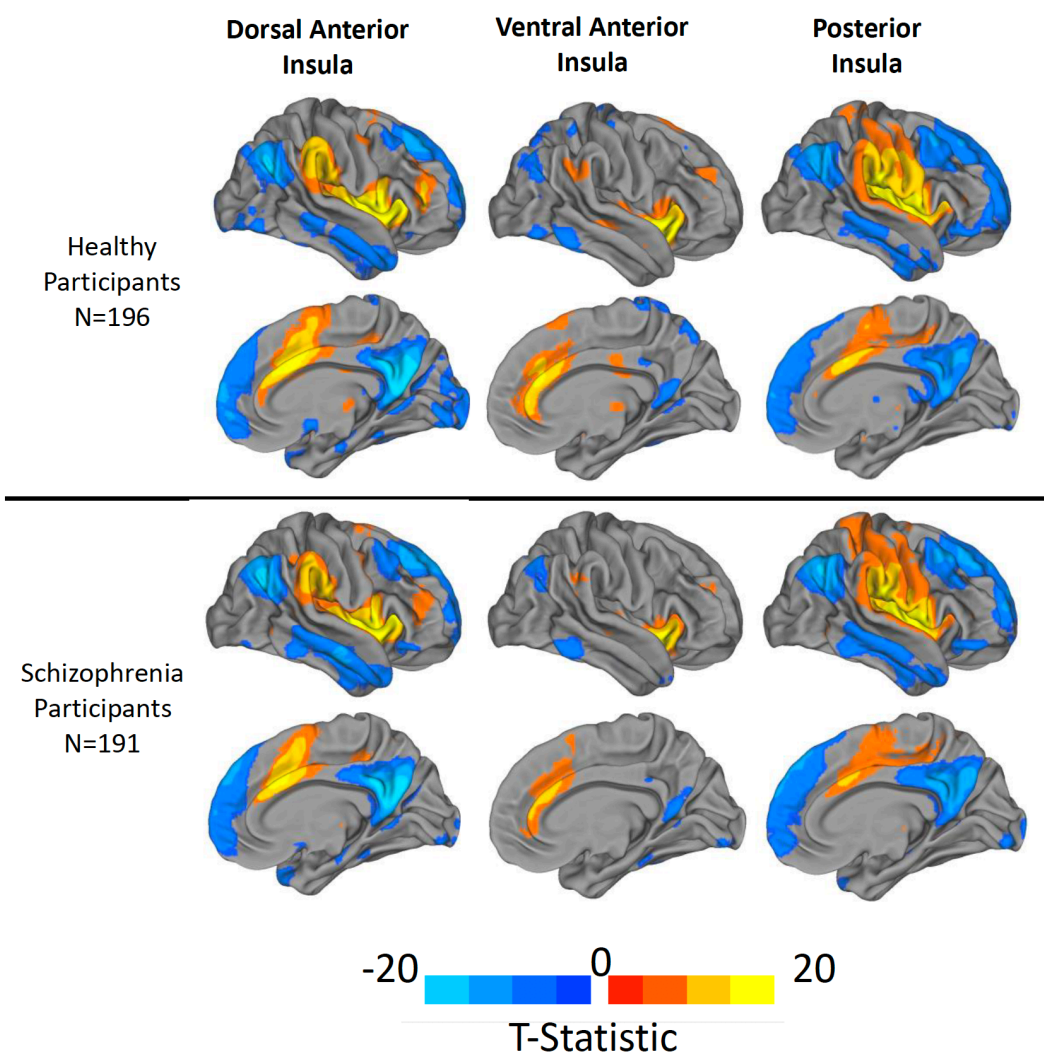 Dorsal Anterior
Insula
Ventral Anterior
Insula
Posterior
Insula
Healthy
Participants
N=196
Schizophrenia
Participants
N=191
-20
0
20
T-Statistic